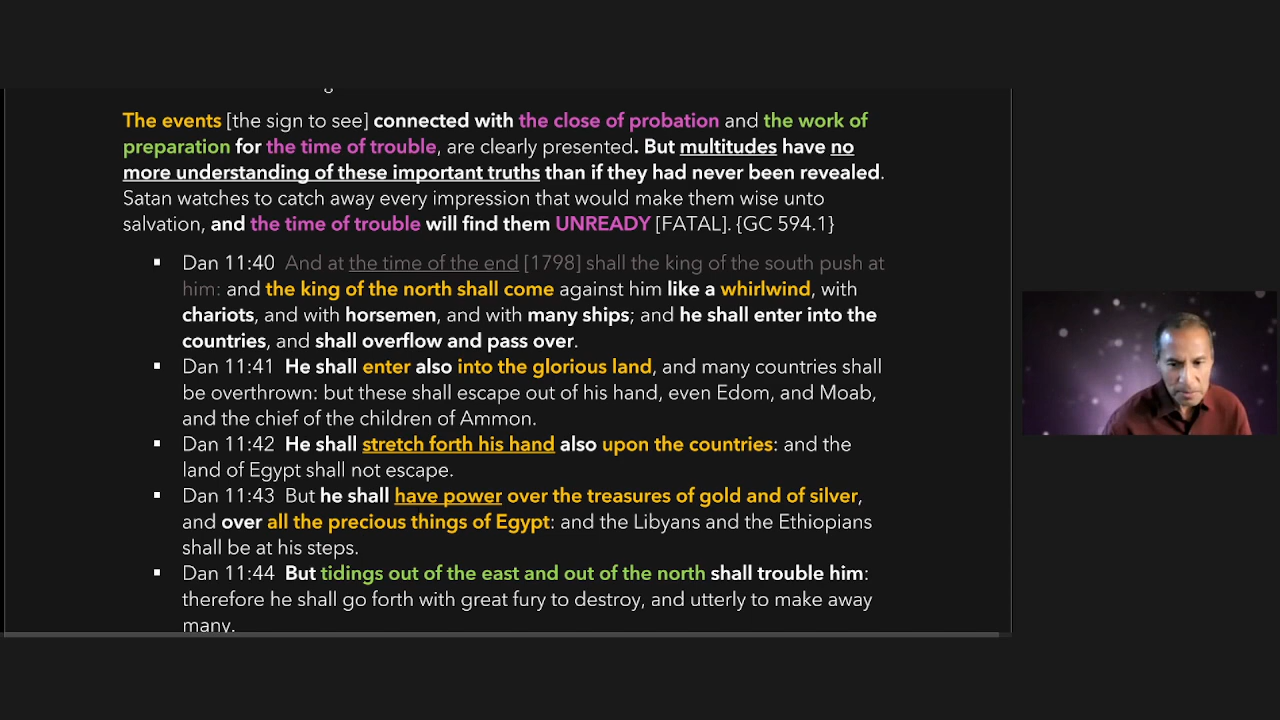 The events [the sign to see] connected with the close of probation and the work of
preparation for the time of trouble, are clearly presented. But multitudes have no
more understanding of these important truths than if they had never been revealed.
Satan watches to catch away every impression that would make them wise unto
salvation, and the time of trouble will find them UNREADY [FATAL]. {GC 594.1}
▪ Dan 11:40 And at the time of the end [1798] shall the king of the south push at
him: and the king of the north shall come against him like a whirlwind, with
chariots, and with horsemen, and with many ships; and he shall enter into the
countries, and shall overflow and pass over.
▪ Dan 11:41 He shall enter also into the glorious land, and many countries shall
be overthrown: but these shall escape out of his hand, even Edom, and Moab,
and the chief of the children of Ammon.
▪ Dan 11:42 He shall stretch forth his hand also upon the countries: and the
land of Egypt shall not escape.
▪ Dan 11:43 But he shall have power over the treasures of gold and of silver,
and over all the precious things of Egypt: and the Libyans and the Ethiopians
shall be at his steps.
▪ Dan 11:44 But tidings out of the east and out of the north shall trouble him:
therefore he shall go forth with great fury to destroy, and utterly to make away
many.